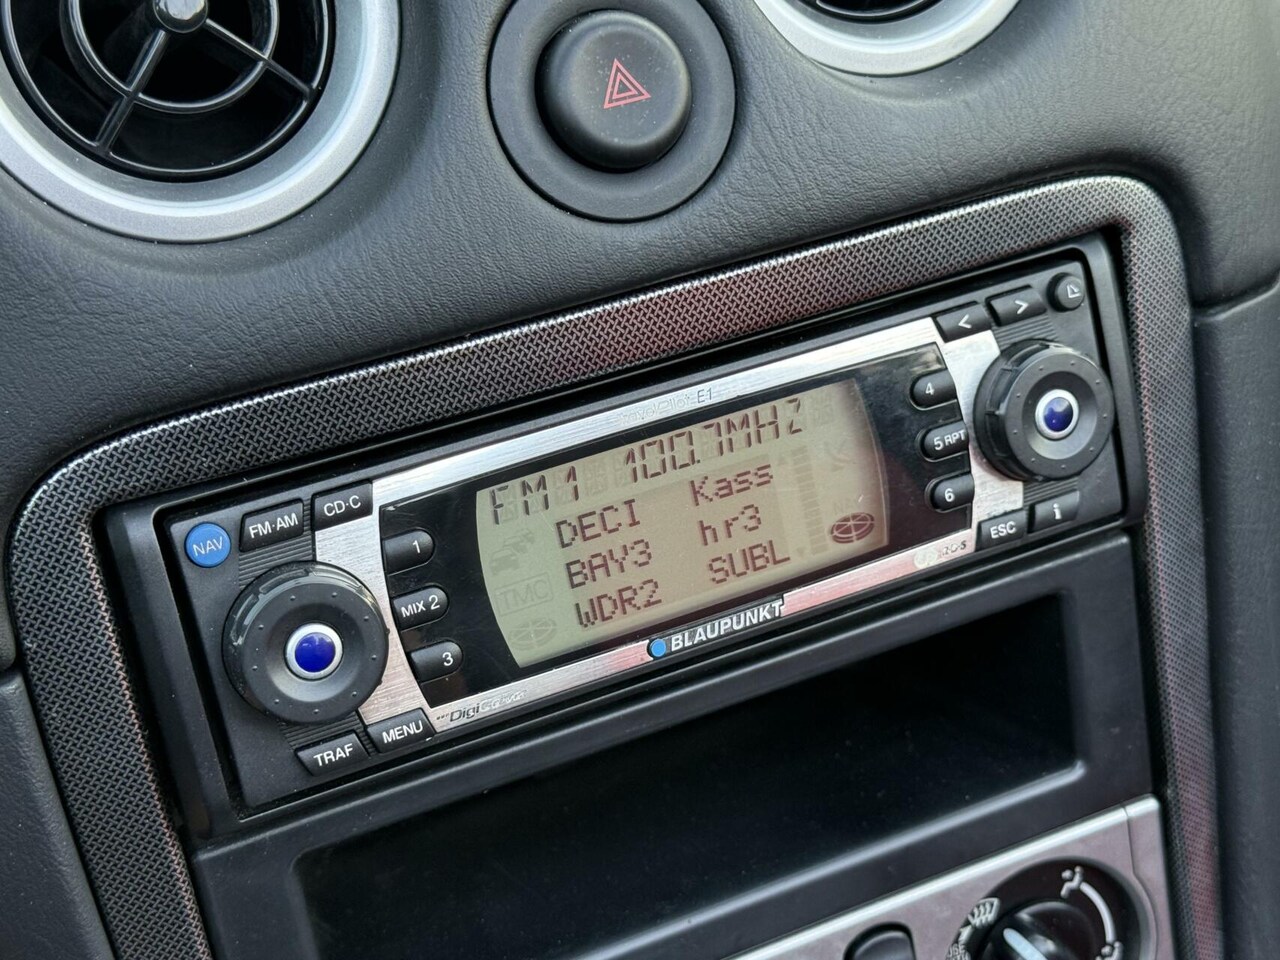 E1
FM1 100.7MHZ
DECI Kass
BAY3 hr3
WDR2 SUBL
TMC
NAV
FM·AM
CD·C
1
MIX 2
3
TRAF
MENU
<
>
4
5 RPT
6
ESC
i
BLAUPUNKT